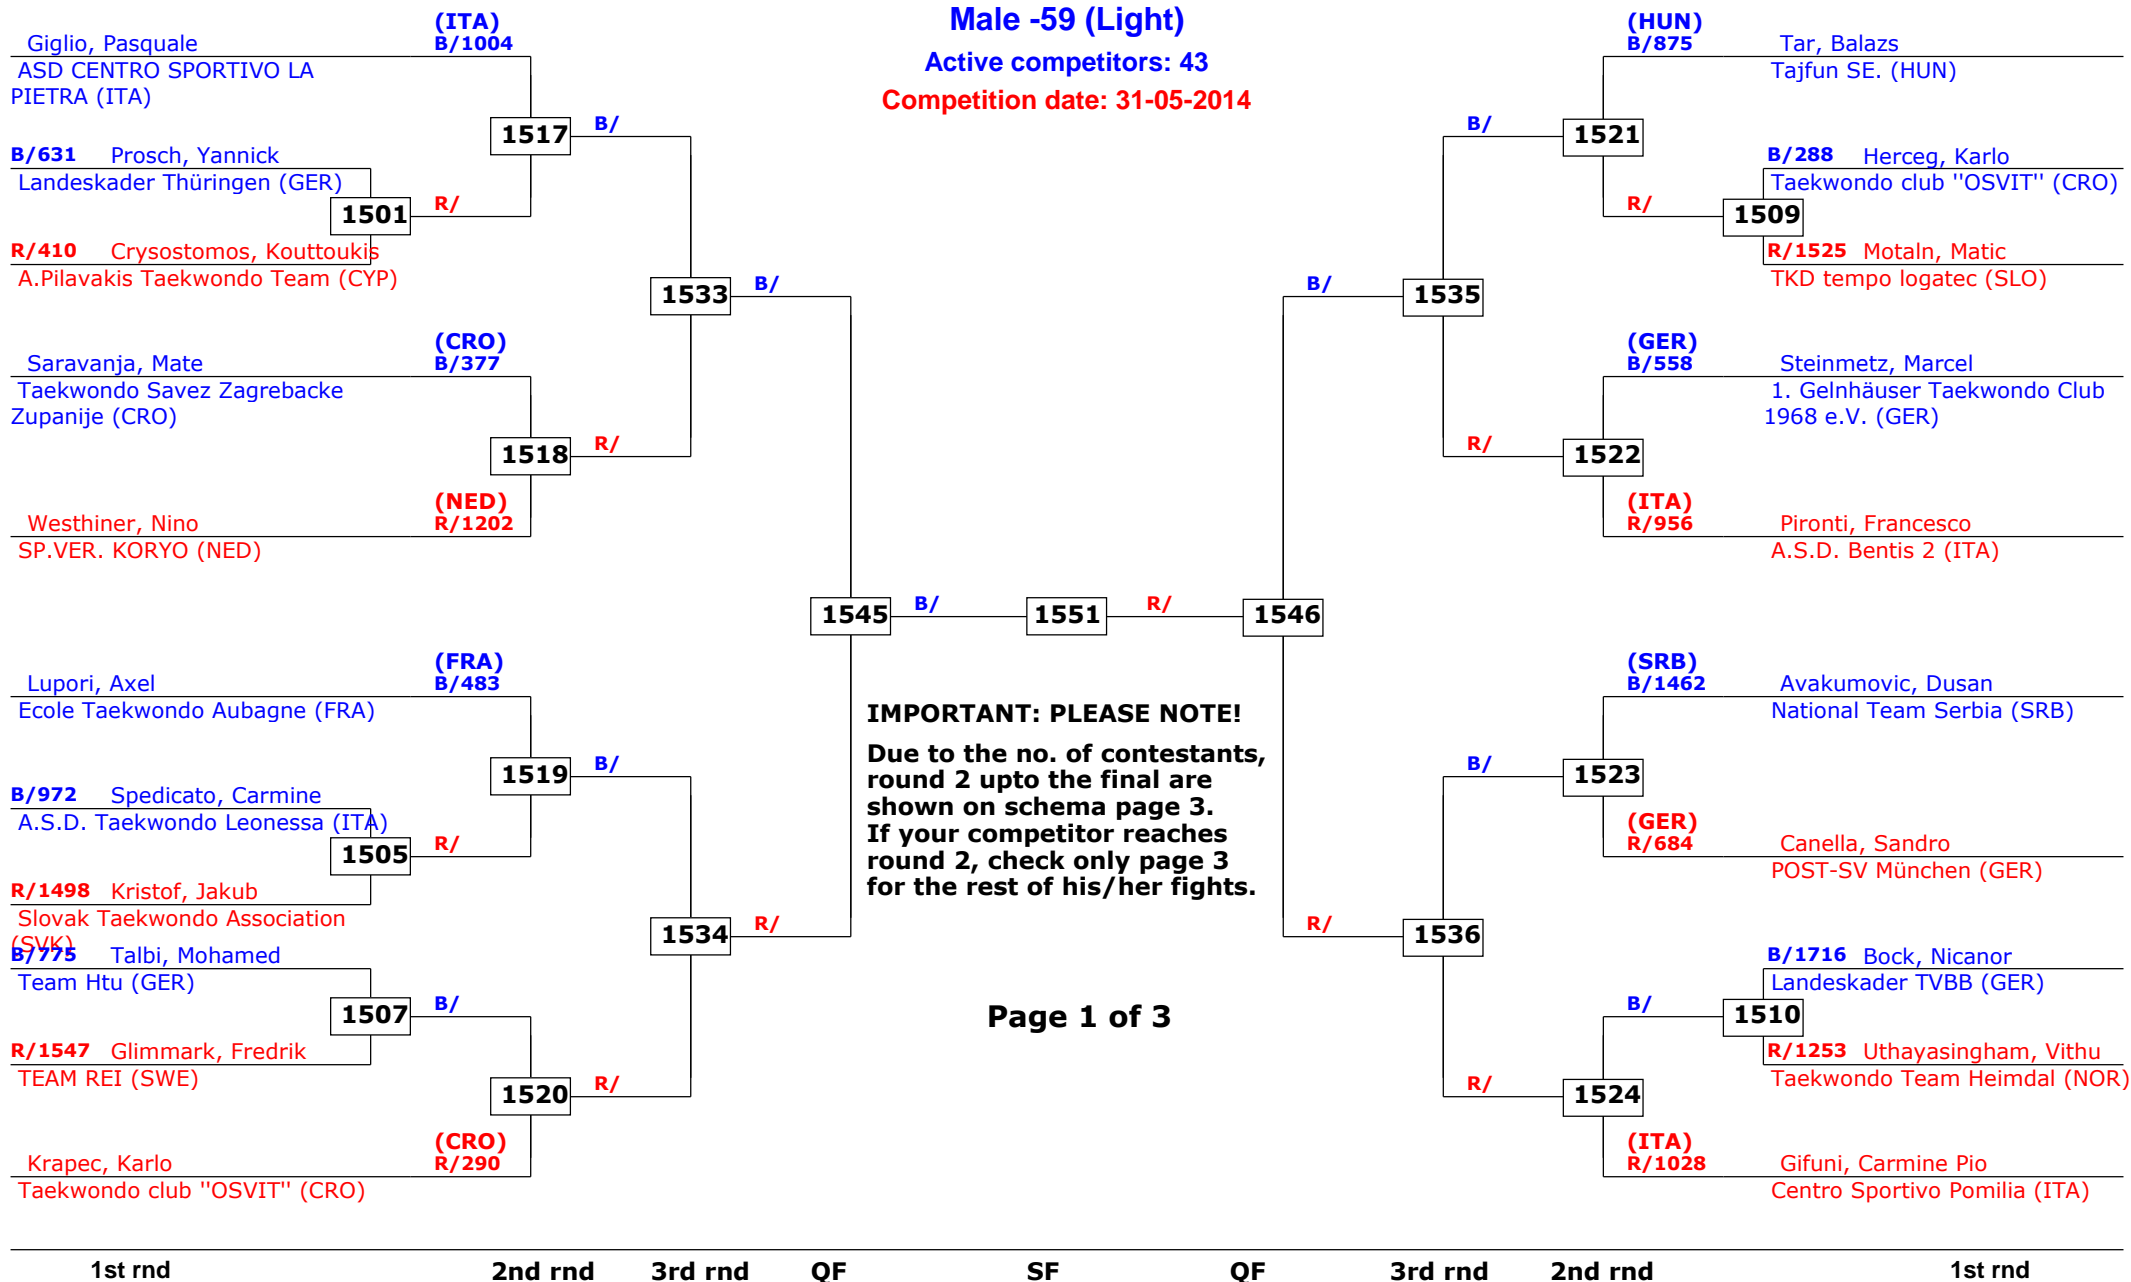 Male -59 (Light)
Active competitors: 43
Competition date: 31-05-2014
(ITA)
Giglio, Pasquale B/1004
ASD CENTRO SPORTIVO LA
PIETRA (ITA)
1517 B/
B/631 Prosch, Yannick
Landeskader Thüringen (GER)
1501 R/
R/410 Crysostomos, Kouttoukis
A.Pilavakis Taekwondo Team (CYP)
1533 B/
(CRO)
Saravanja, Mate B/377
Taekwondo Savez Zagrebacke
Zupanije (CRO)
1518 R/
(NED)
Westhiner, Nino R/1202
SP.VER. KORYO (NED)
1545 B/ 1551 R/ 1546
(FRA)
Lupori, Axel B/483
Ecole Taekwondo Aubagne (FRA)
1519 B/
B/972 Spedicato, Carmine
A.S.D. Taekwondo Leonessa (ITA)
1505 R/
R/1498 Kristof, Jakub
Slovak Taekwondo Association
(SVK)
1534 R/
B/775 Talbi, Mohamed
Team Htu (GER)
1507 B/
R/1547 Glimmark, Fredrik
TEAM REI (SWE)
1520 R/
(CRO)
Krapec, Karlo R/290
Taekwondo club "OSVIT" (CRO)
IMPORTANT: PLEASE NOTE!
Due to the no. of contestants,
round 2 upto the final are
shown on schema page 3.
If your competitor reaches
round 2, check only page 3
for the rest of his/her fights.
Page 1 of 3
(HUN)
B/875 Tar, Balazs
Tajfun SE. (HUN)
B/ 1521
B/288 Herceg, Karlo
Taekwondo club "OSVIT" (CRO)
R/ 1509
R/1525 Motaln, Matic
TKD tempo logatec (SLO)
B/ 1535
(GER)
B/558 Steinmetz, Marcel
1. Gelnhäuser Taekwondo Club
1968 e.V. (GER)
R/ 1522
(ITA)
R/956 Pironti, Francesco
A.S.D. Bentis 2 (ITA)
(SRB)
B/1462 Avakumovic, Dusan
National Team Serbia (SRB)
B/ 1523
(GER)
R/684 Canella, Sandro
POST-SV München (GER)
R/ 1536
B/1716 Bock, Nicanor
Landeskader TVBB (GER)
B/ 1510
R/1253 Uthayasingham, Vithu
Taekwondo Team Heimdal (NOR)
R/ 1524
(ITA)
R/1028 Gifuni, Carmine Pio
Centro Sportivo Pomilia (ITA)
1st rnd 2nd rnd 3rd rnd QF SF QF 3rd rnd 2nd rnd 1st rnd